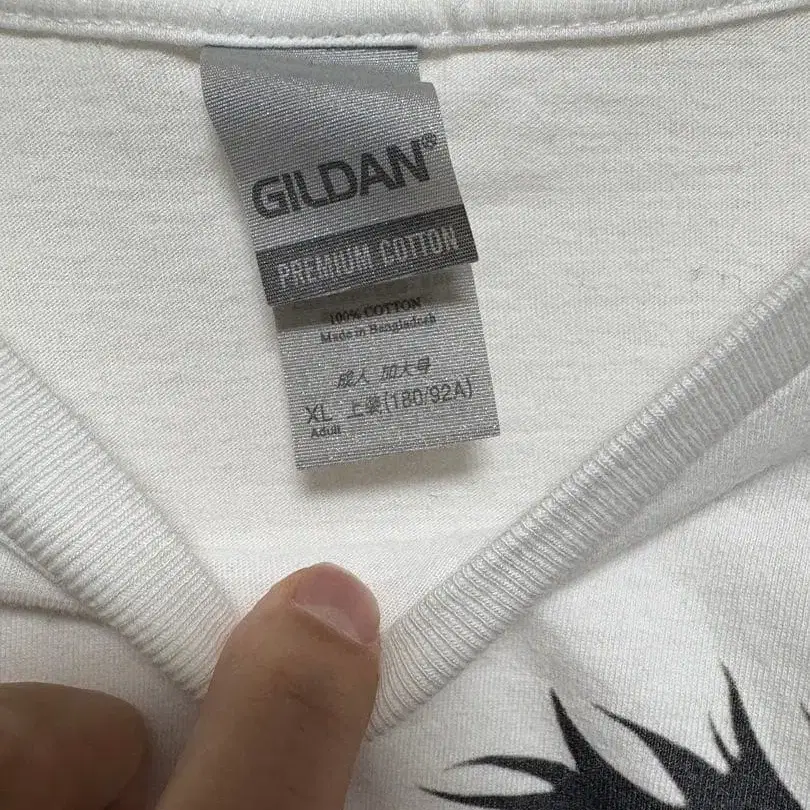 GILDAN®
PREMIUM COTTON
100% COTTON
Made in Bangladesh
成人 加大号
XL 上装(180/92A)
Adult